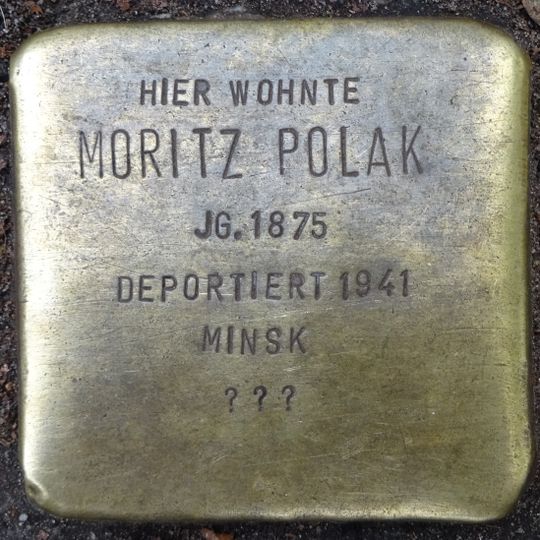 HIER WOHNTE
MORITZ POLAK
JG. 1875
DEPORTIERT 1941
MINSK
? ? ?